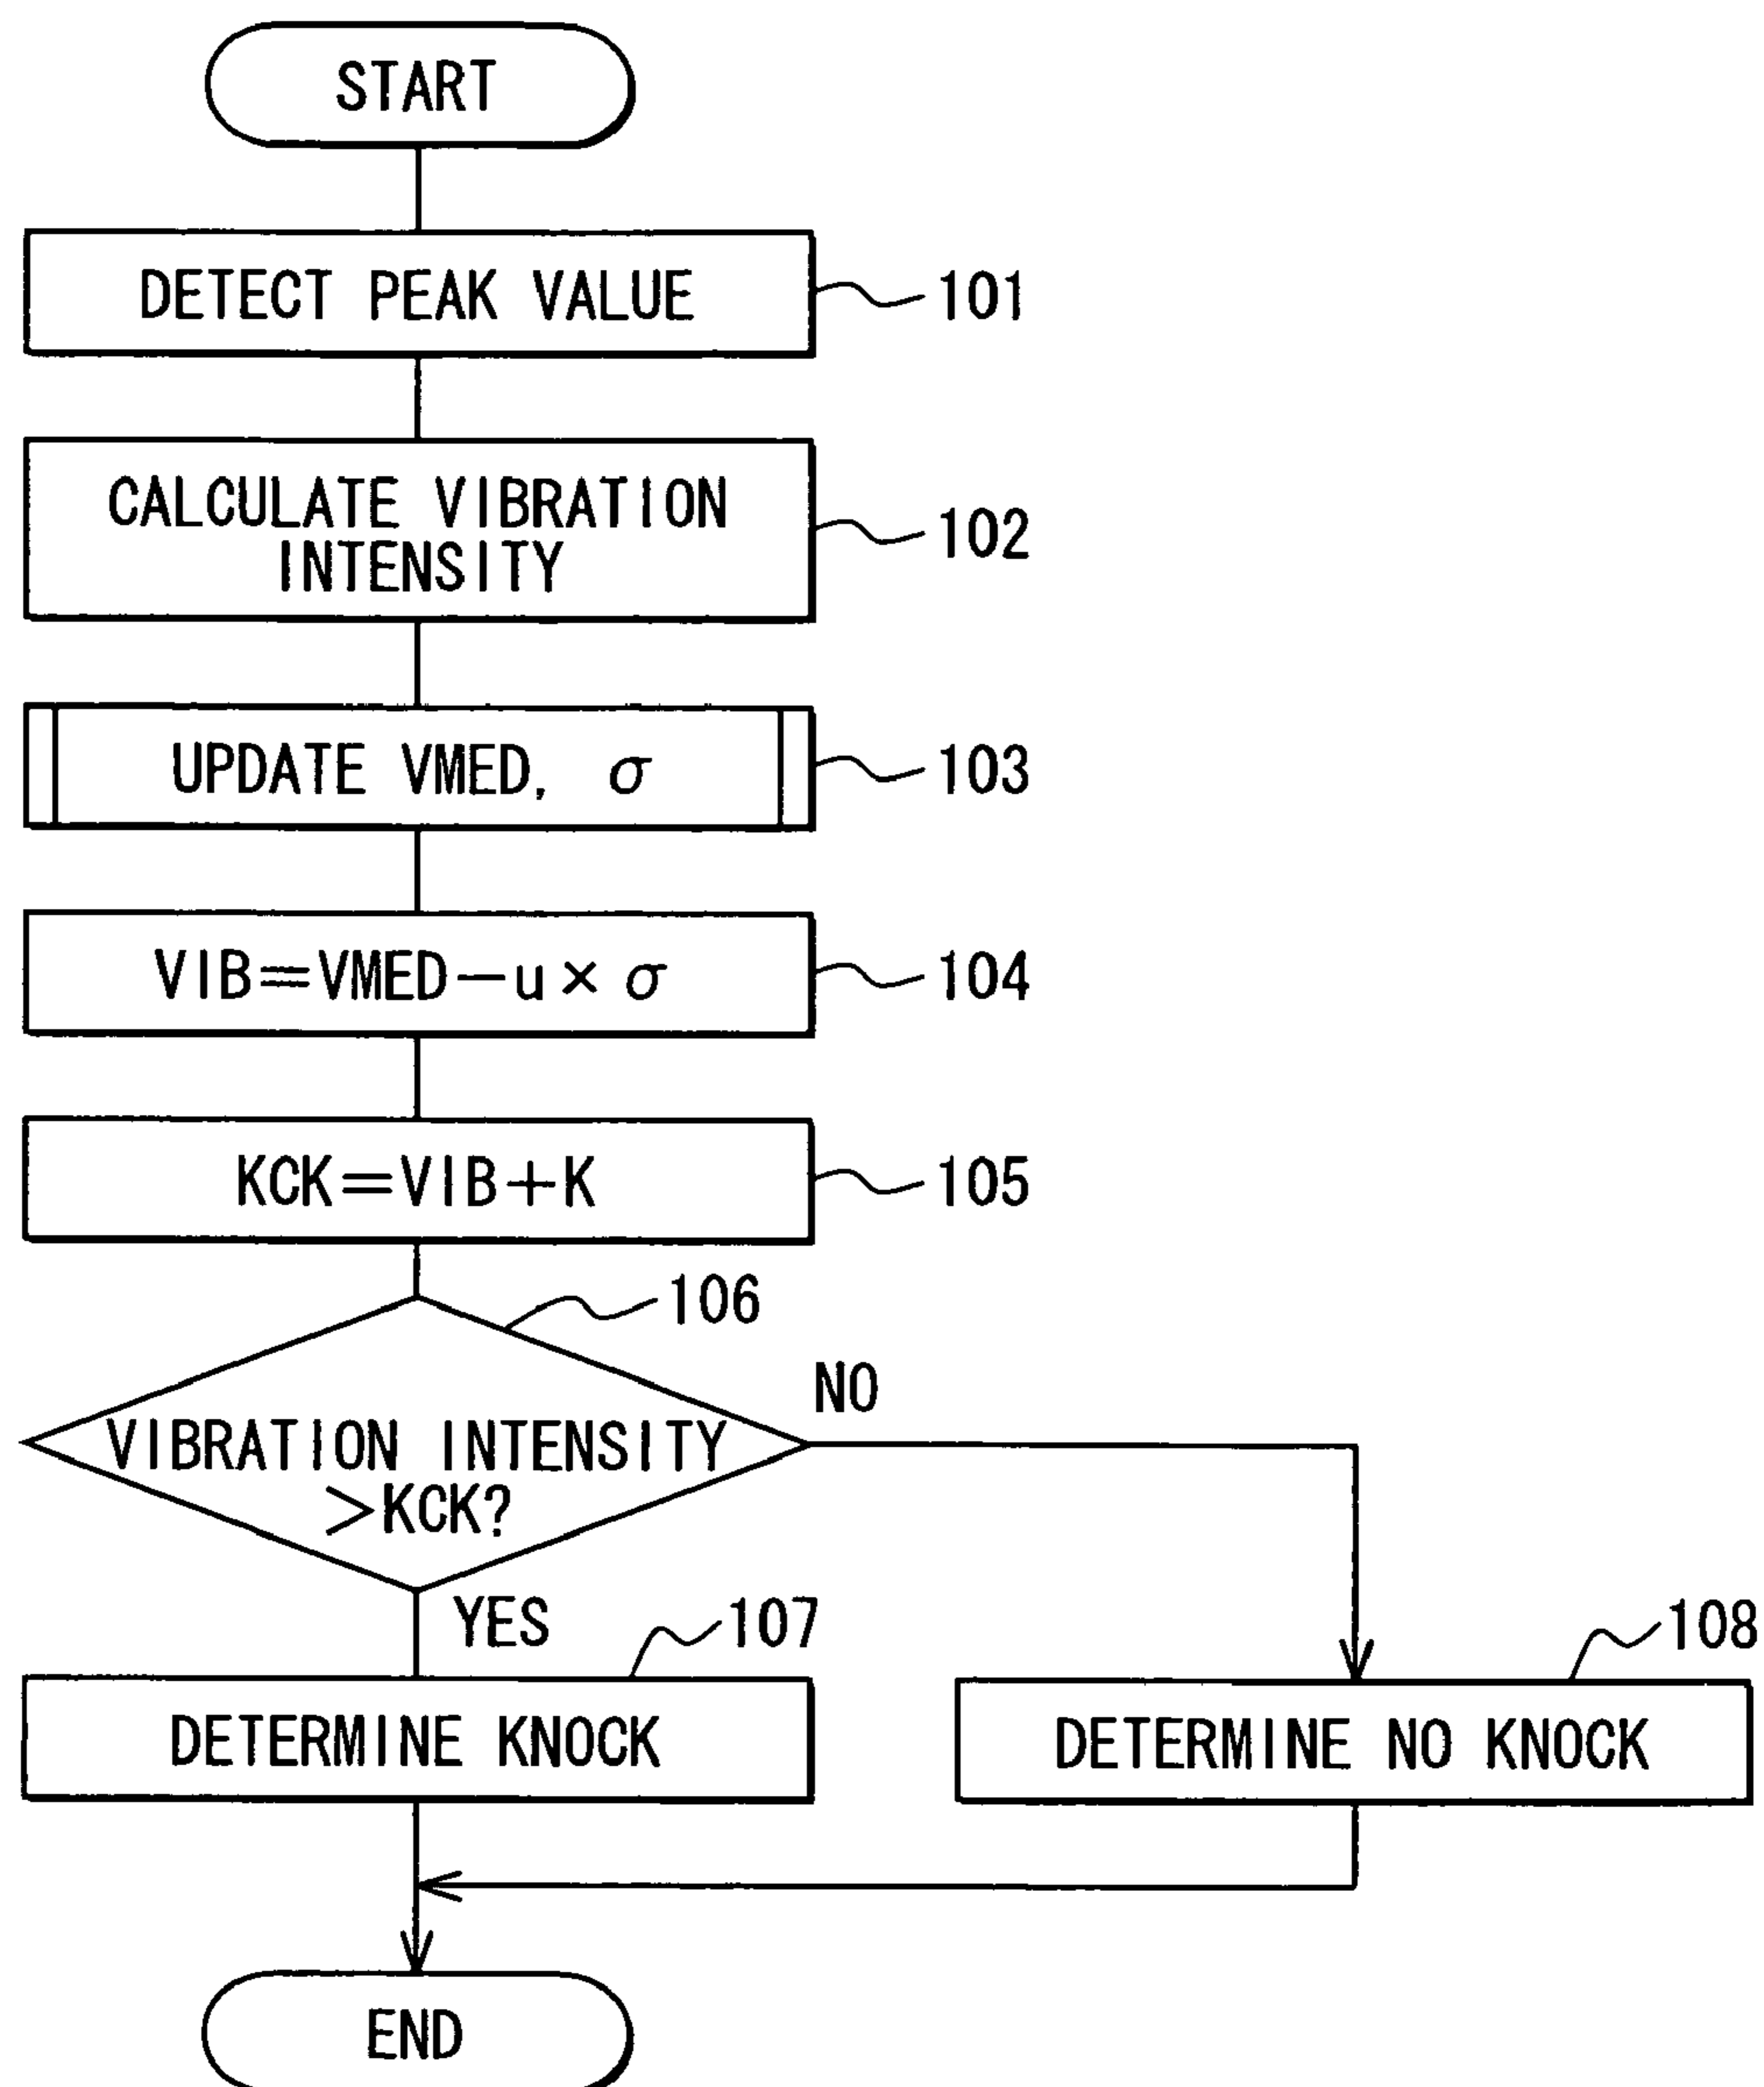 START
DETECT PEAK VALUE
101
CALCULATE VIBRATION
INTENSITY
102
UPDATE VMED, σ
103
VIB=VMED-u×σ
104
KCK=VIB+K
105
106
NO
VIBRATION INTENSITY
>KCK?
YES
107
108
DETERMINE KNOCK
DETERMINE NO KNOCK
END